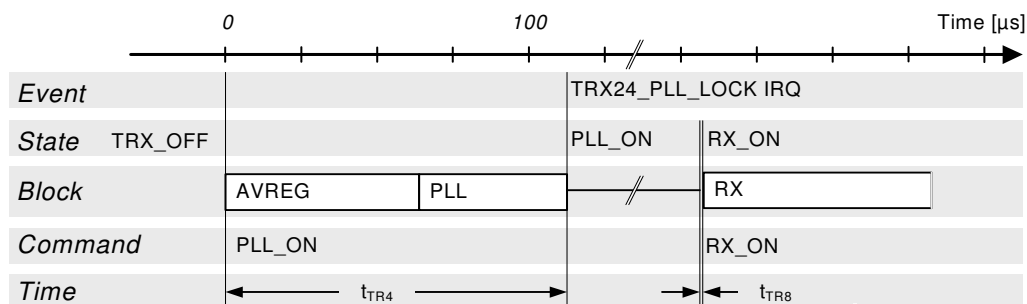 0 100 Time [µs]
Event TRX24_PLL_LOCK IRQ
State TRX_OFF PLL_ON RX_ON
Block AVREG PLL RX
Command PLL_ON RX_ON
Time tTR4 tTR8